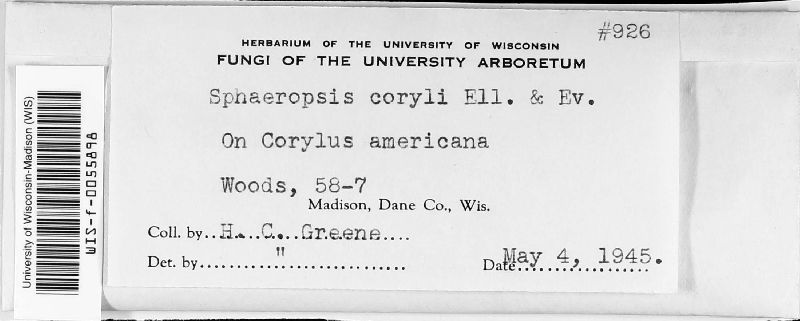 #926
HERBARIUM OF THE UNIVERSITY OF WISCONSIN
FUNGI OF THE UNIVERSITY ARBORETUM
Sphaeropsis coryli Ell. & Ev.
On Corylus americana
Woods, 58-7
Madison, Dane Co., Wis.
Coll. by..H. C. Greene....
Det. by............"................
Date May 4, 1945.
University of Wisconsin-Madison (WIS)
WIS-f-0055898